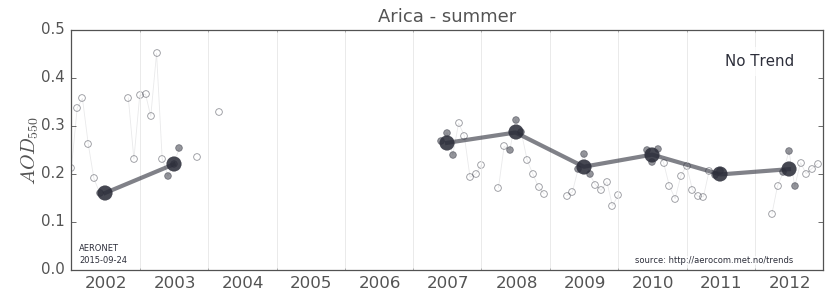 Arica - summer
No Trend
AOD550
0.5
0.4
0.3
0.2
0.1
0.0
AERONET
2015-09-24
source: http://aerocom.met.no/trends
2002 2003 2004 2005 2006 2007 2008 2009 2010 2011 2012